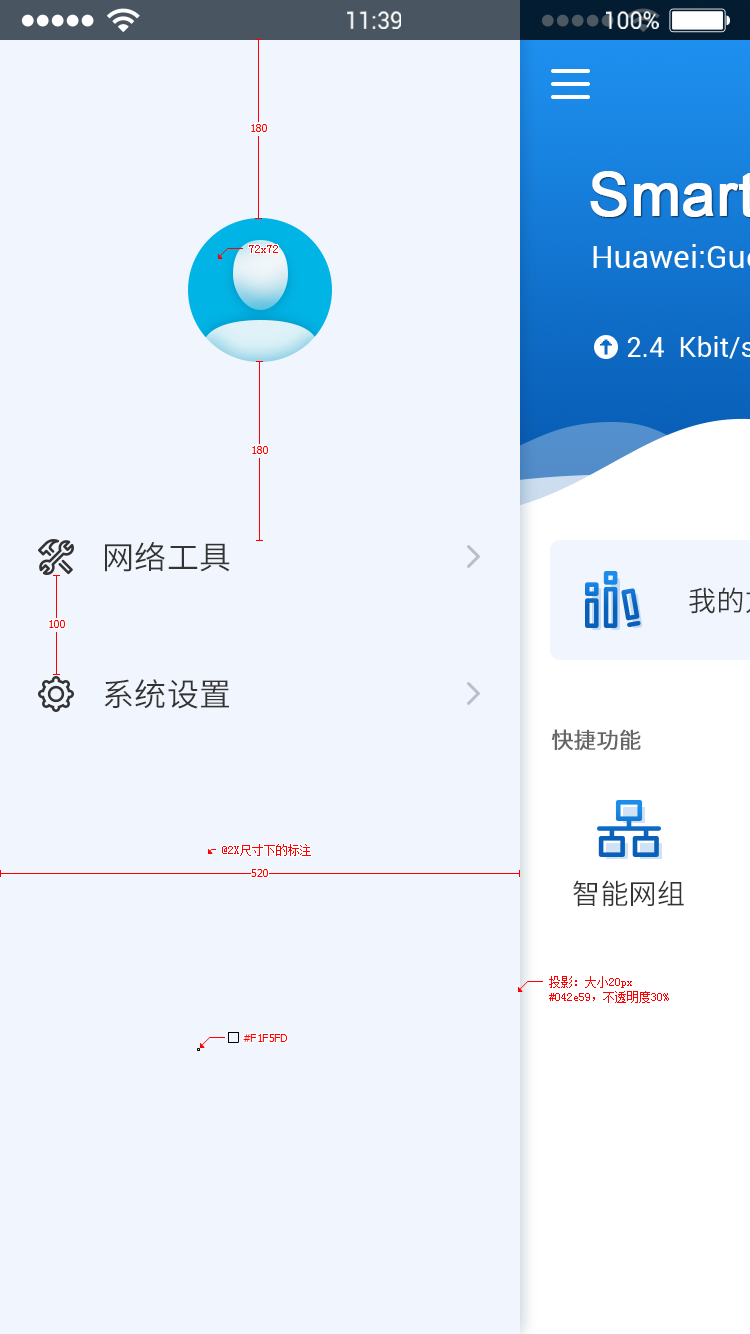 11:39
100%
180
Smart
Huawei:Gue
72x72
2.4 Kbit/s
180
网络工具
我的
100
系统设置
快捷功能
@2X尺寸下的标注
520
智能网组
投影：大小20px
#042e59，不透明度30%
#F1F5FD